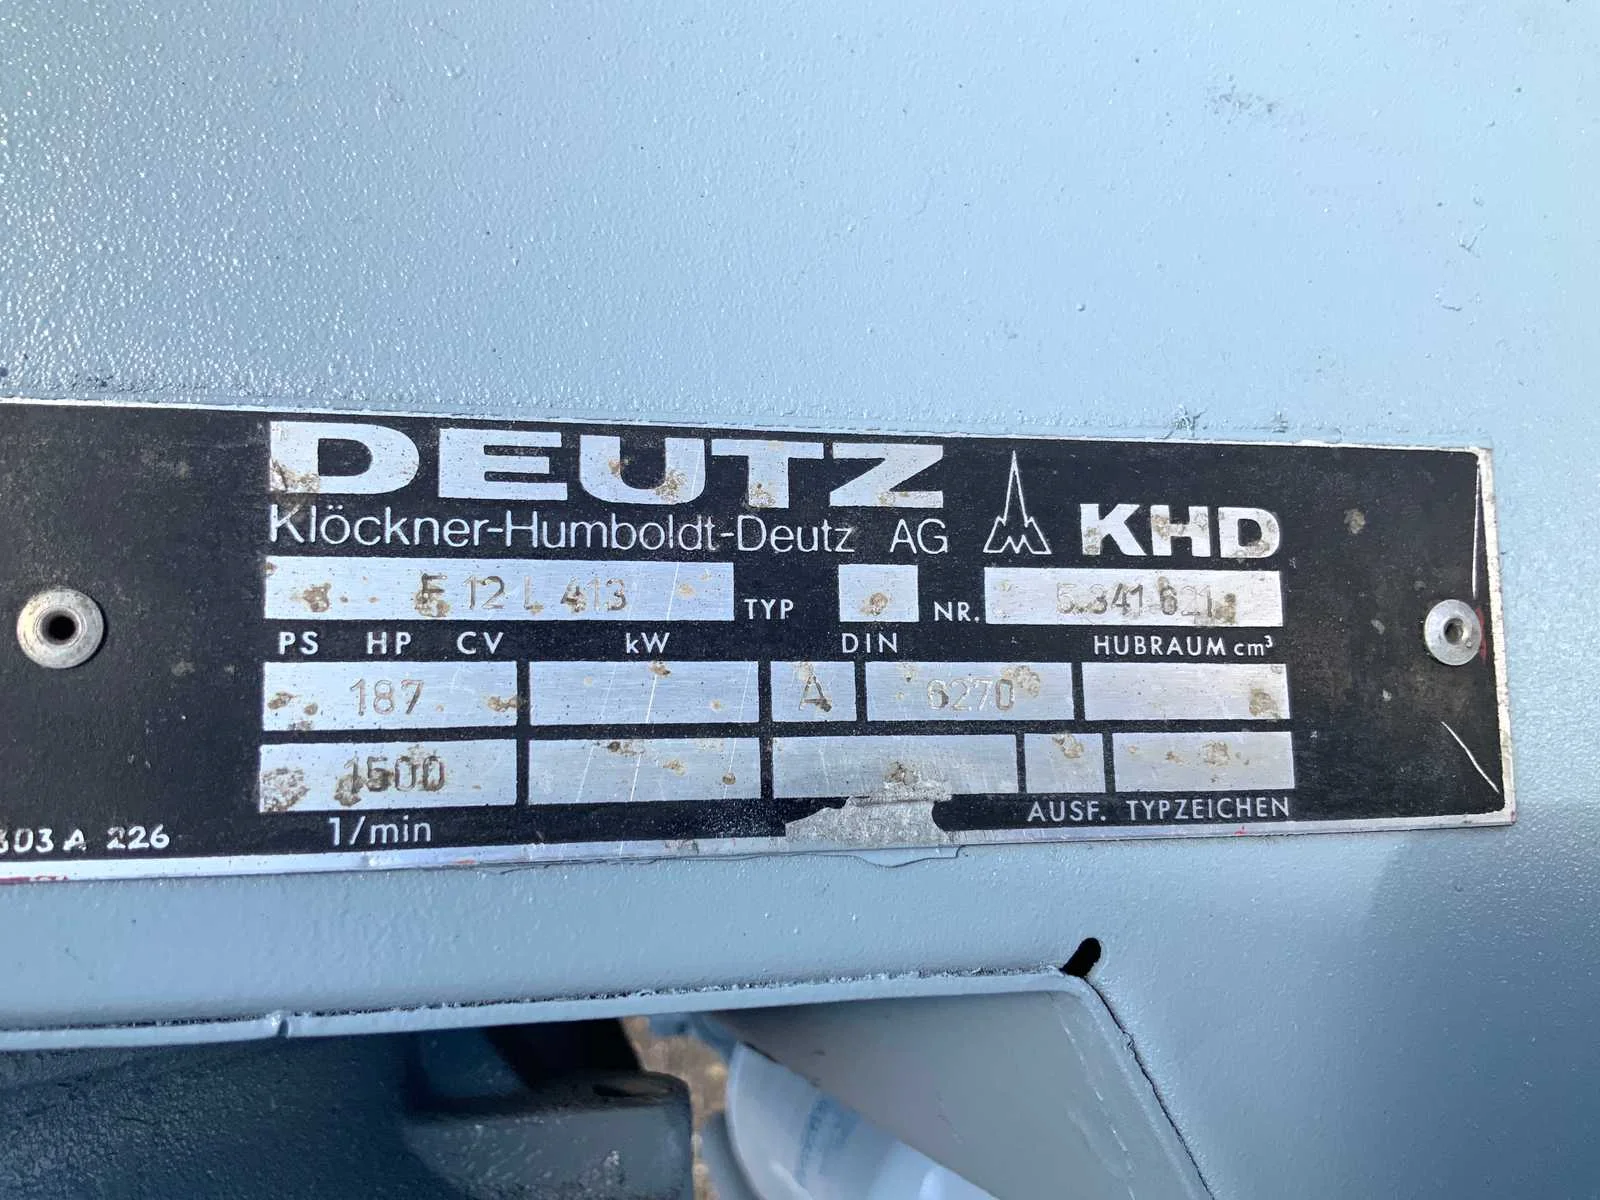 DEUTZ
Klöckner-Humboldt-Deutz AG KHD
F 12 L 413 TYP NR. 5.341 621
PS HP CV kW DIN HUBRAUM cm³
187 A 6270
1500
1/min AUSF. TYPZEICHEN
303 A 226